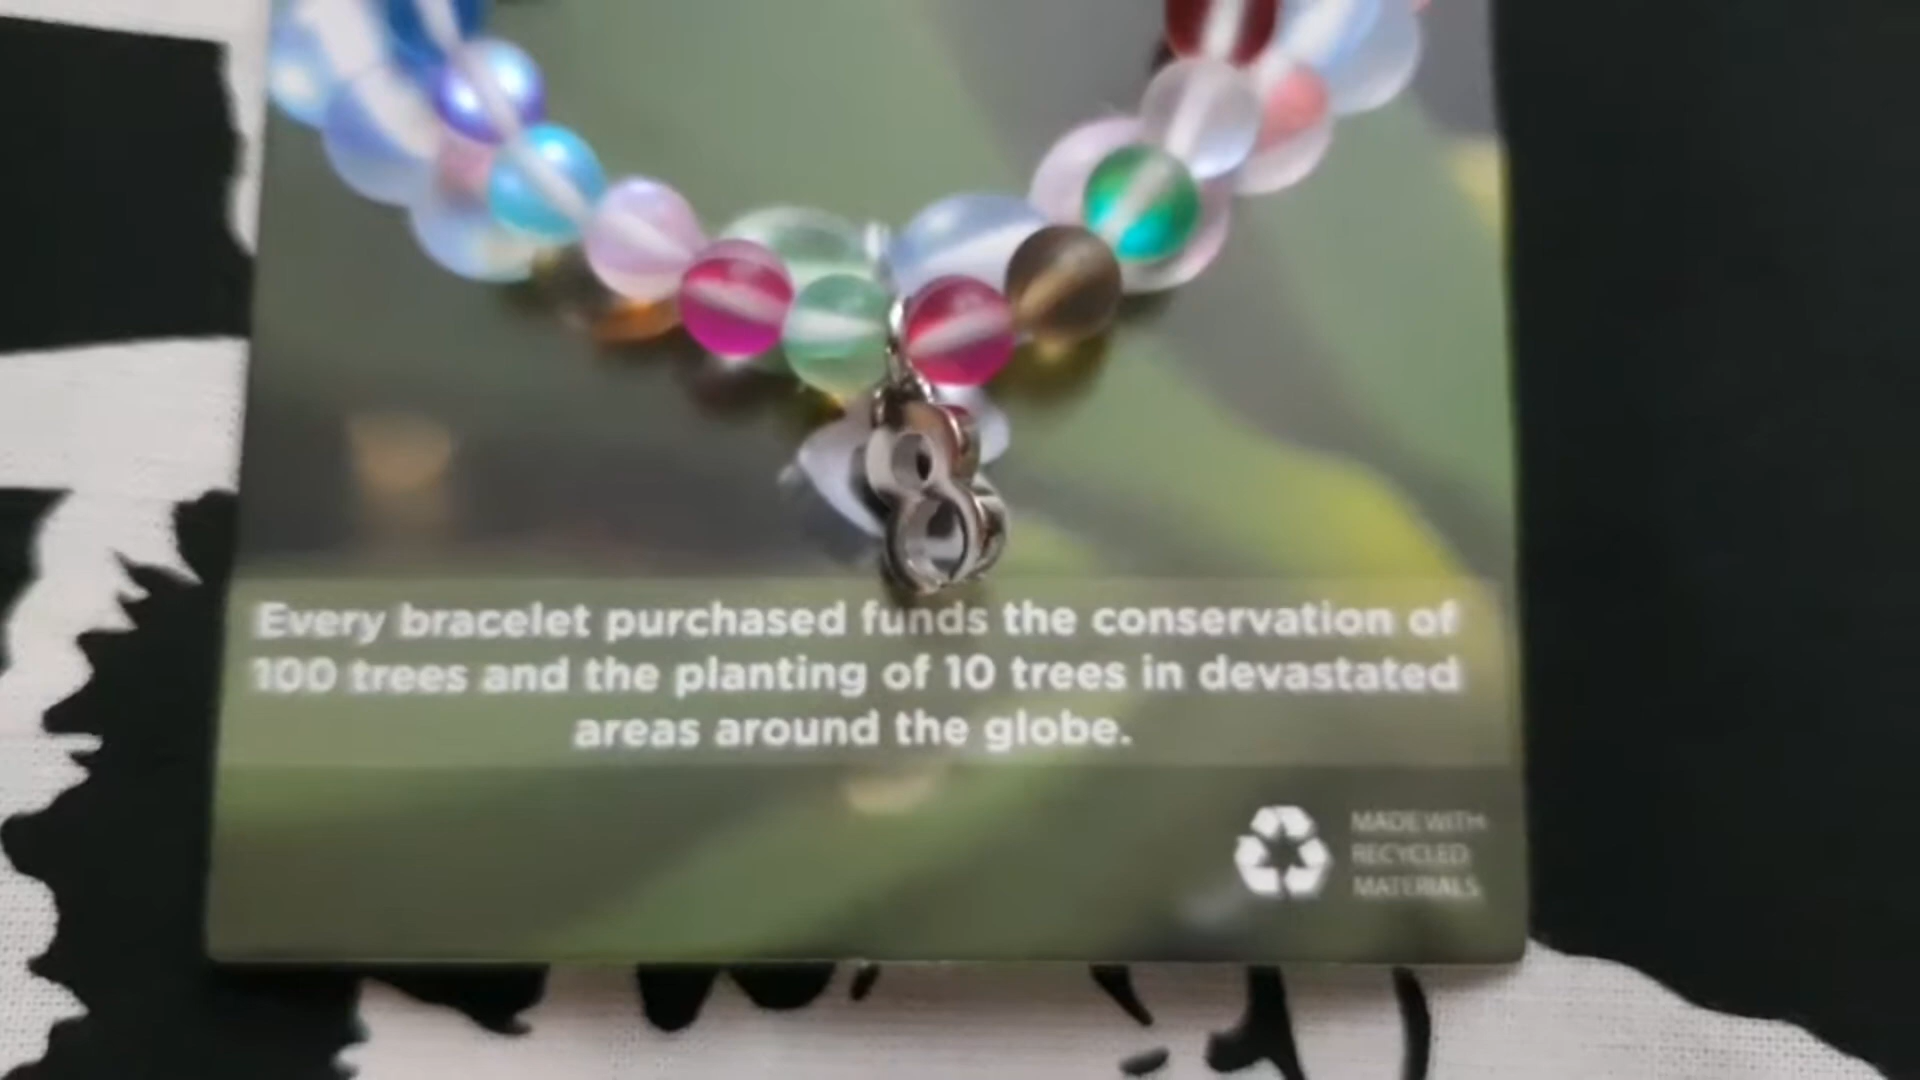 Every bracelet purchased funds the conservation of
100 trees and the planting of 10 trees in devastated
areas around the globe.
MADE WITH
RECYCLED
MATERIALS